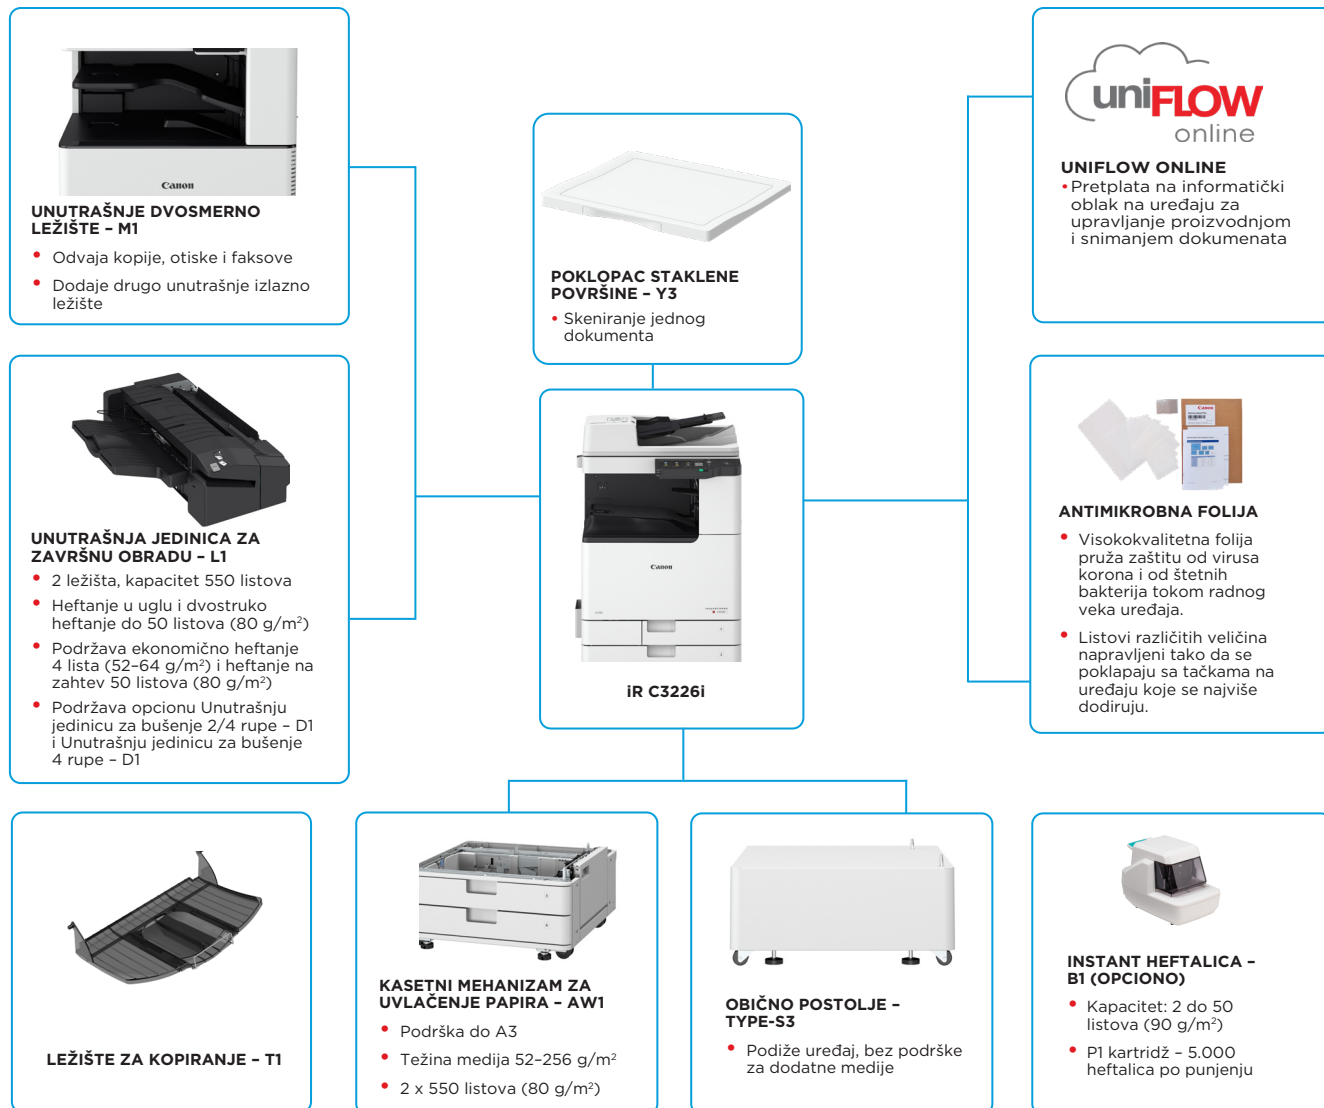 Canon
UNUTRAŠNJE DVOSMERNO
LEŽIŠTE – M1
• Odvaja kopije, otiske i faksove
• Dodaje drugo unutrašnje izlazno
ležište
POKLOPAC STAKLENE
POVRŠINE – Y3
• Skeniranje jednog
dokumenta
uniFLOW
online
UNIFLOW ONLINE
• Pretplata na informatički
oblak na uređaju za
upravljanje proizvodnjom
i snimanjem dokumenata
UNUTRAŠNJA JEDINICA ZA
ZAVRŠNU OBRADU – L1
• 2 ležišta, kapacitet 550 listova
• Heftanje u uglu i dvostruko
heftanje do 50 listova (80 g/m²)
• Podržava ekonomično heftanje
4 lista (52–64 g/m²) i heftanje na
zahtev 50 listova (80 g/m²)
• Podržava opcionu Unutrašnju
jedinicu za bušenje 2/4 rupe – D1
i Unutrašnju jedinicu za bušenje
4 rupe – D1
Canon
iR C3226i
Canon
ANTIMIKROBNA FOLIJA
• Visokokvalitetna folija
pruža zaštitu od virusa
korona i od štetnih
bakterija tokom radnog
veka uređaja.
• Listovi različitih veličina
napravljeni tako da se
poklapaju sa tačkama na
uređaju koje se najviše
dodiruju.
LEŽIŠTE ZA KOPIRANJE – T1
KASETNI MEHANIZAM ZA
UVLAČENJE PAPIRA – AW1
• Podrška do A3
• Težina medija 52–256 g/m²
• 2 x 550 listova (80 g/m²)
OBIČNO POSTOLJE –
TYPE-S3
• Podiže uređaj, bez podrške
za dodatne medije
INSTANT HEFTALICA –
B1 (OPCIONO)
• Kapacitet: 2 do 50
listova (90 g/m²)
• P1 kartridž – 5.000
heftalica po punjenju